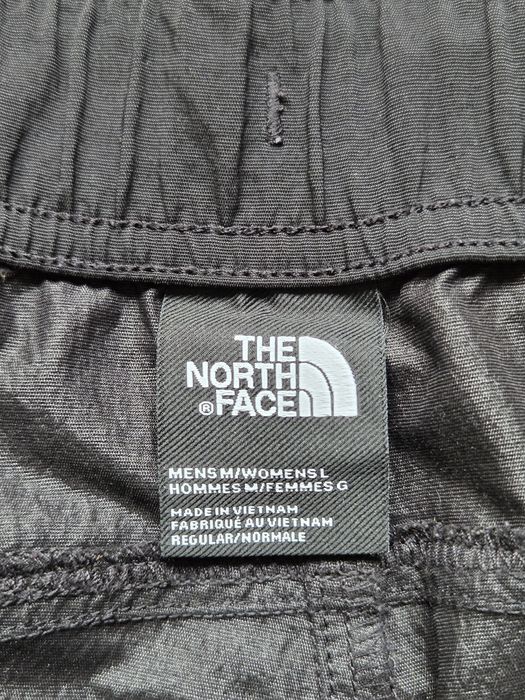 THE
NORTH
® FACE
MENS M/WOMENS L
HOMMES M/FEMMES G
MADE IN VIETNAM
FABRIQUÉ AU VIETNAM
REGULAR/NORMALE